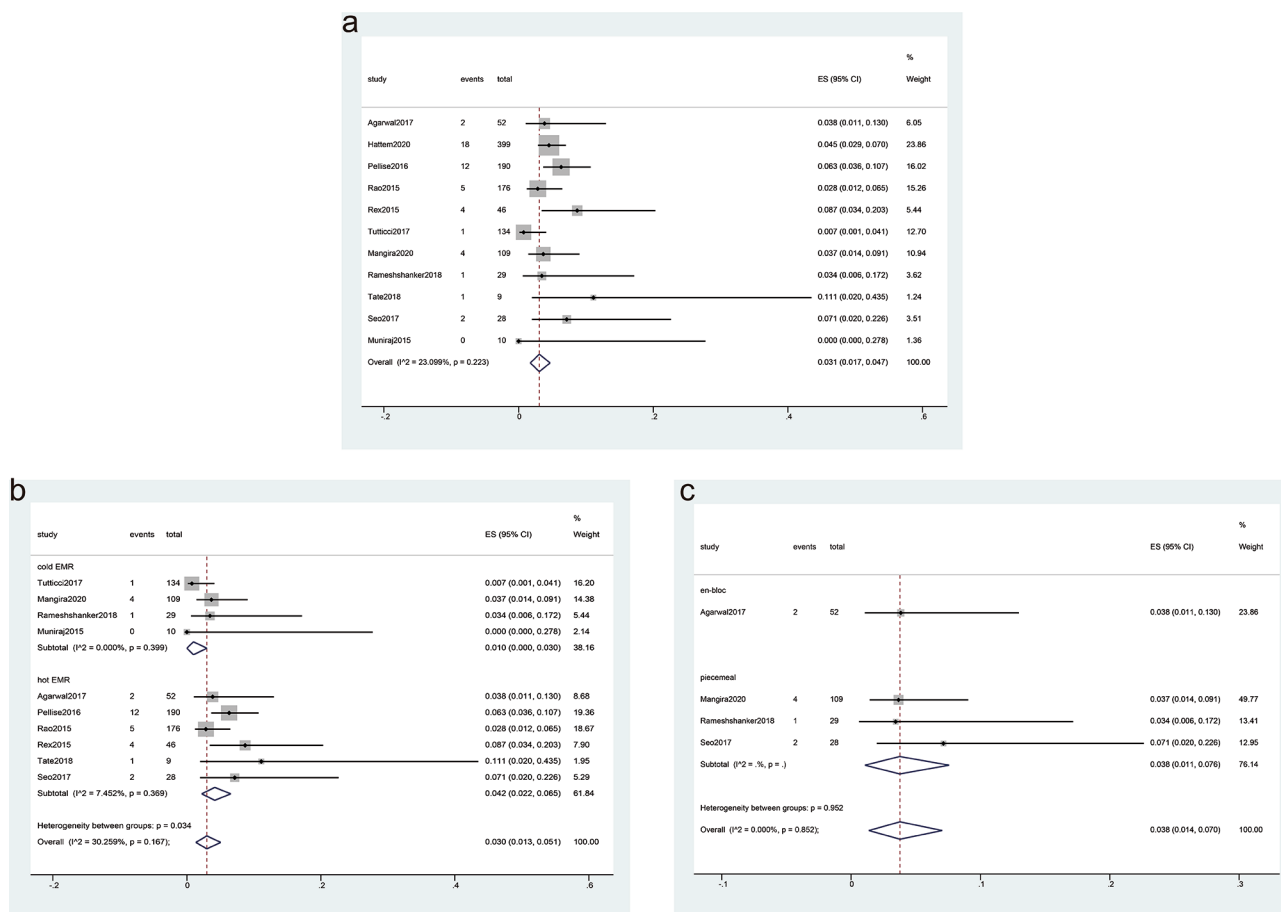 a
%
study events total ES (95% CI) Weight
Agarwal2017 2 52 0.038 (0.011, 0.130) 6.05
Hattem2020 18 399 0.045 (0.029, 0.070) 23.86
Pellise2016 12 190 0.063 (0.036, 0.107) 16.02
Rao2015 5 176 0.028 (0.012, 0.065) 15.26
Rex2015 4 46 0.087 (0.034, 0.203) 5.44
Tutticci2017 1 134 0.007 (0.001, 0.041) 12.70
Mangira2020 4 109 0.037 (0.014, 0.091) 10.94
Rameshshanker2018 1 29 0.034 (0.006, 0.172) 3.62
Tate2018 1 9 0.111 (0.020, 0.435) 1.24
Seo2017 2 28 0.071 (0.020, 0.226) 3.51
Muniraj2015 0 10 0.000 (0.000, 0.278) 1.36
Overall (I^2 = 23.099%, p = 0.223) 0.031 (0.017, 0.047) 100.00
-.2 0 .2 .4 .6
b
%
study events total ES (95% CI) Weight
cold EMR
Tutticci2017 1 134 0.007 (0.001, 0.041) 16.20
Mangira2020 4 109 0.037 (0.014, 0.091) 14.38
Rameshshanker2018 1 29 0.034 (0.006, 0.172) 5.44
Muniraj2015 0 10 0.000 (0.000, 0.278) 2.14
Subtotal (I^2 = 0.000%, p = 0.399) 0.010 (0.000, 0.030) 38.16
hot EMR
Agarwal2017 2 52 0.038 (0.011, 0.130) 8.68
Pellise2016 12 190 0.063 (0.036, 0.107) 19.36
Rao2015 5 176 0.028 (0.012, 0.065) 18.67
Rex2015 4 46 0.087 (0.034, 0.203) 7.90
Tate2018 1 9 0.111 (0.020, 0.435) 1.95
Seo2017 2 28 0.071 (0.020, 0.226) 5.29
Subtotal (I^2 = 7.452%, p = 0.369) 0.042 (0.022, 0.065) 61.84
Heterogeneity between groups: p = 0.034
Overall (I^2 = 30.259%, p = 0.167); 0.030 (0.013, 0.051) 100.00
-.2 0 .2 .4 .6
c
%
study events total ES (95% CI) Weight
en-bloc
Agarwal2017 2 52 0.038 (0.011, 0.130) 23.86
piecemeal
Mangira2020 4 109 0.037 (0.014, 0.091) 49.77
Rameshshanker2018 1 29 0.034 (0.006, 0.172) 13.41
Seo2017 2 28 0.071 (0.020, 0.226) 12.95
Subtotal (I^2 = .%, p = .) 0.038 (0.011, 0.076) 76.14
Heterogeneity between groups: p = 0.952
Overall (I^2 = 0.000%, p = 0.852); 0.038 (0.014, 0.070) 100.00
-.1 0 .1 .2 .3